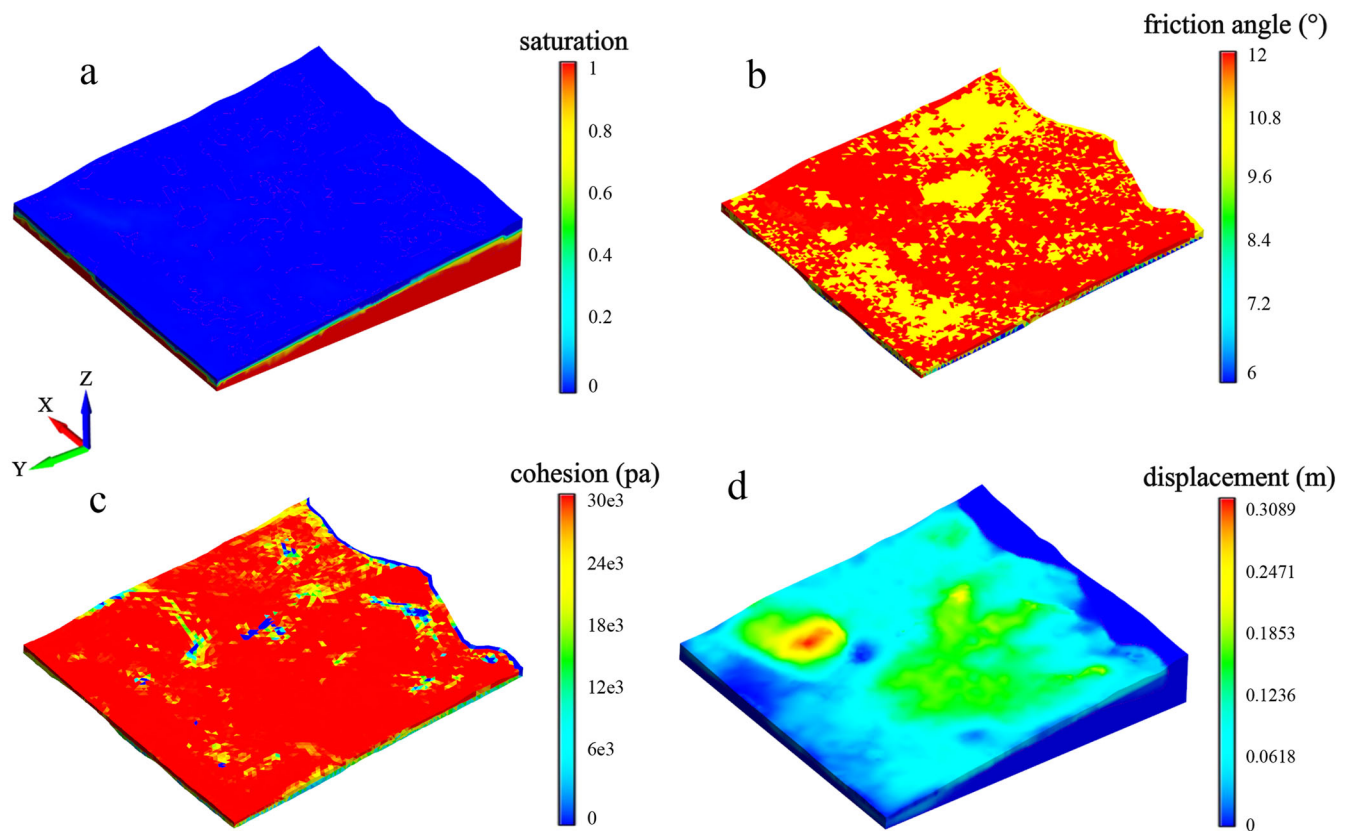 a
saturation
1
0.8
0.6
0.4
0.2
0
b
friction angle (°)
12
10.8
9.6
8.4
7.2
6
Z
X
Y
c
cohesion (pa)
30e3
24e3
18e3
12e3
6e3
0
d
displacement (m)
0.3089
0.2471
0.1853
0.1236
0.0618
0